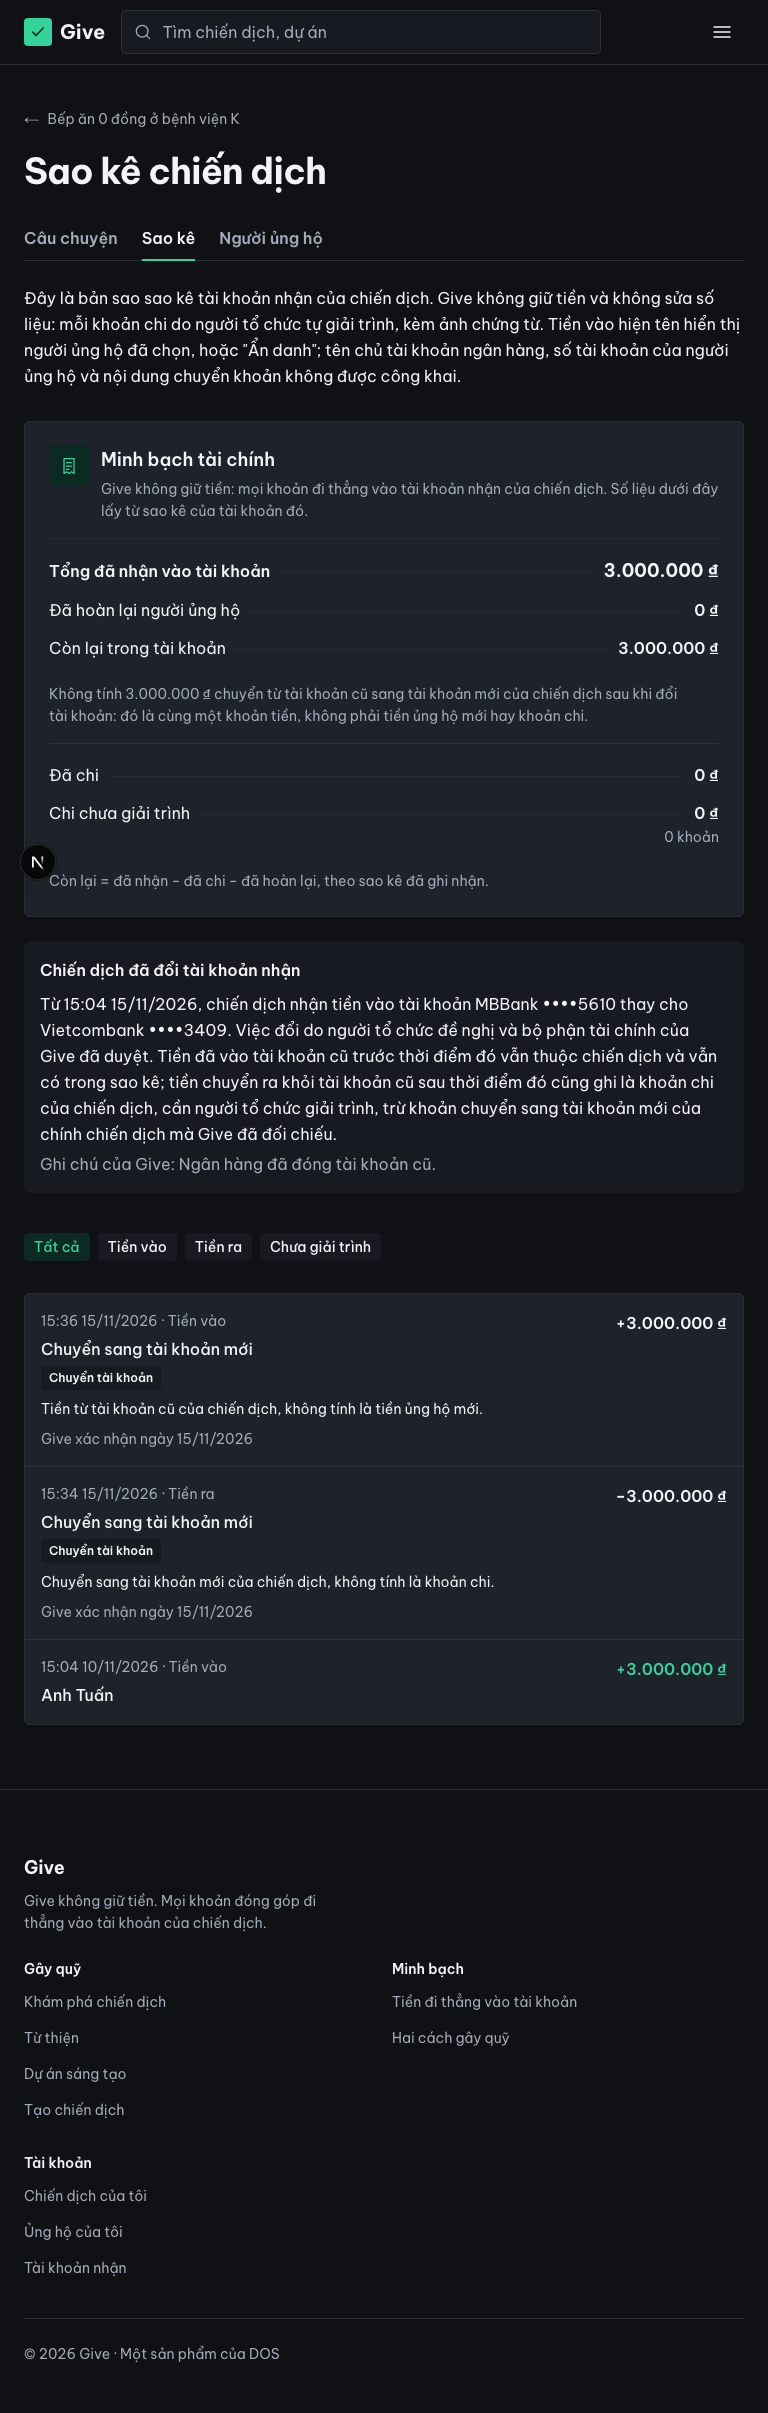 Give
Tìm chiến dịch, dự án
← Bếp ăn 0 đồng ở bệnh viện K
Sao kê chiến dịch
Câu chuyện Sao kê Người ủng hộ
Đây là bản sao sao kê tài khoản nhận của chiến dịch. Give không giữ tiền và không sửa số
liệu: mỗi khoản chi do người tổ chức tự giải trình, kèm ảnh chứng từ. Tiền vào hiện tên hiển thị
người ủng hộ đã chọn, hoặc "Ẩn danh"; tên chủ tài khoản ngân hàng, số tài khoản của người
ủng hộ và nội dung chuyển khoản không được công khai.
Minh bạch tài chính
Give không giữ tiền: mọi khoản đi thẳng vào tài khoản nhận của chiến dịch. Số liệu dưới đây
lấy từ sao kê của tài khoản đó.
Tổng đã nhận vào tài khoản 3.000.000 ₫
Đã hoàn lại người ủng hộ 0 ₫
Còn lại trong tài khoản 3.000.000 ₫
Không tính 3.000.000 ₫ chuyển từ tài khoản cũ sang tài khoản mới của chiến dịch sau khi đổi
tài khoản: đó là cùng một khoản tiền, không phải tiền ủng hộ mới hay khoản chi.
Đã chi 0 ₫
Chi chưa giải trình 0 ₫
0 khoản
N
Còn lại = đã nhận − đã chi − đã hoàn lại, theo sao kê đã ghi nhận.
Chiến dịch đã đổi tài khoản nhận
Từ 15:04 15/11/2026, chiến dịch nhận tiền vào tài khoản MBBank ••••5610 thay cho
Vietcombank ••••3409. Việc đổi do người tổ chức đề nghị và bộ phận tài chính của
Give đã duyệt. Tiền đã vào tài khoản cũ trước thời điểm đó vẫn thuộc chiến dịch và vẫn
có trong sao kê; tiền chuyển ra khỏi tài khoản cũ sau thời điểm đó cũng ghi là khoản chi
của chiến dịch, cần người tổ chức giải trình, trừ khoản chuyển sang tài khoản mới của
chính chiến dịch mà Give đã đối chiếu.
Ghi chú của Give: Ngân hàng đã đóng tài khoản cũ.
Tất cả Tiền vào Tiền ra Chưa giải trình
15:36 15/11/2026 · Tiền vào +3.000.000 ₫
Chuyển sang tài khoản mới
Chuyển tài khoản
Tiền từ tài khoản cũ của chiến dịch, không tính là tiền ủng hộ mới.
Give xác nhận ngày 15/11/2026
15:34 15/11/2026 · Tiền ra −3.000.000 ₫
Chuyển sang tài khoản mới
Chuyển tài khoản
Chuyển sang tài khoản mới của chiến dịch, không tính là khoản chi.
Give xác nhận ngày 15/11/2026
15:04 10/11/2026 · Tiền vào +3.000.000 ₫
Anh Tuấn
Give
Give không giữ tiền. Mọi khoản đóng góp đi
thẳng vào tài khoản của chiến dịch.
Gây quỹ
Khám phá chiến dịch
Từ thiện
Dự án sáng tạo
Tạo chiến dịch
Minh bạch
Tiền đi thẳng vào tài khoản
Hai cách gây quỹ
Tài khoản
Chiến dịch của tôi
Ủng hộ của tôi
Tài khoản nhận
© 2026 Give · Một sản phẩm của DOS